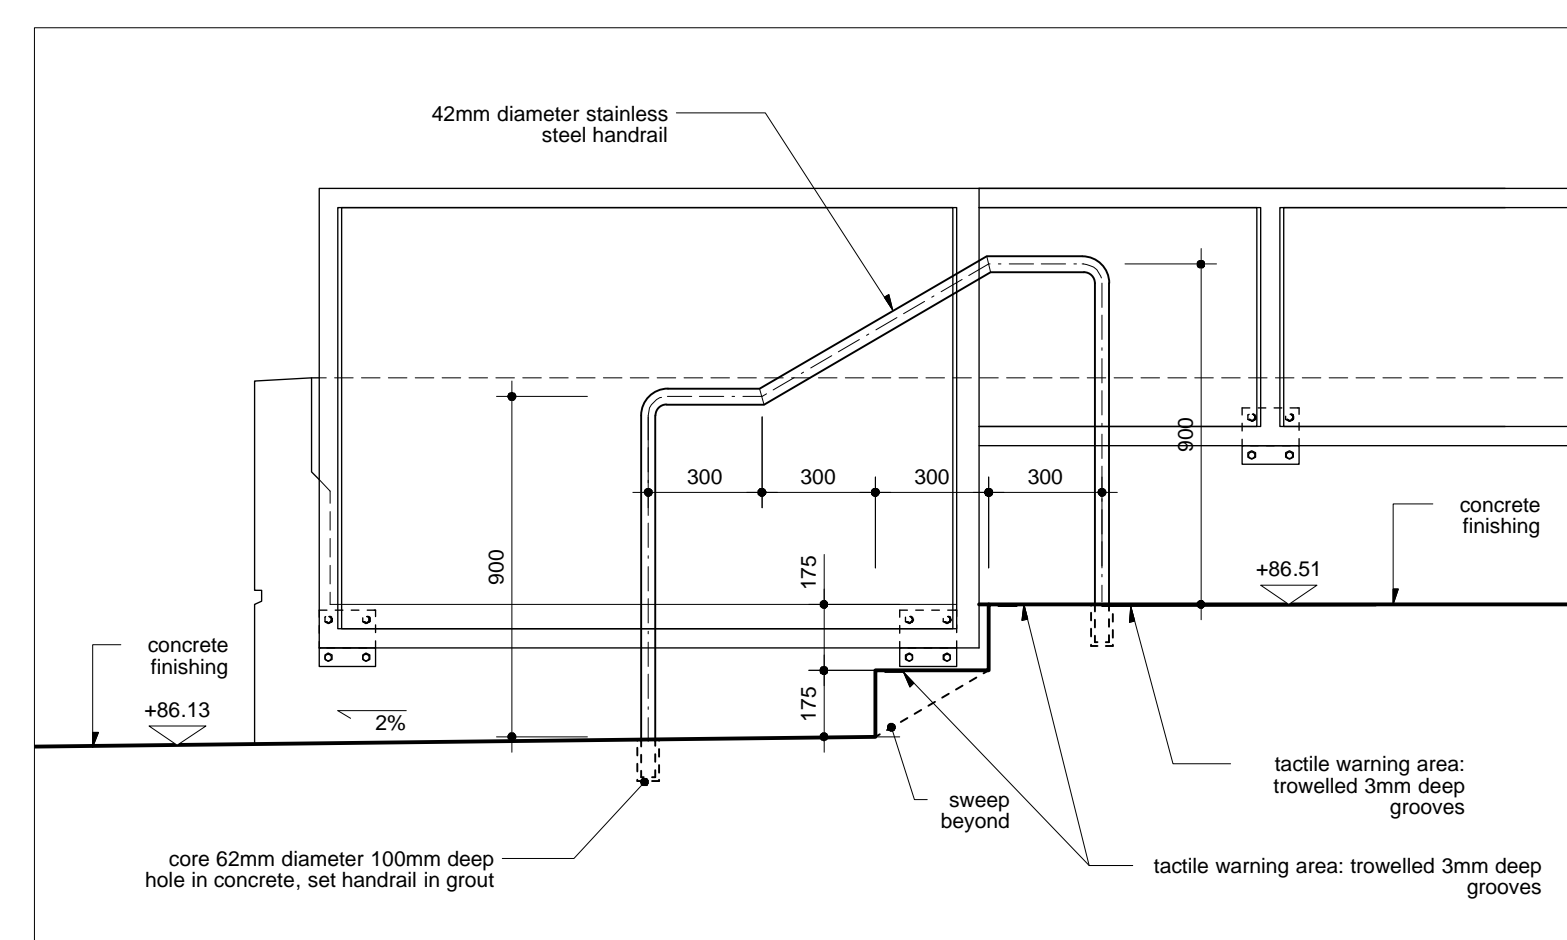 42mm diameter stainless
steel handrail
900
300
300
300
300
concrete
finishing
900
175
+86.51
concrete
finishing
+86.13
2%
175
tactile warning area:
trowelled 3mm deep
grooves
sweep
beyond
core 62mm diameter 100mm deep
hole in concrete, set handrail in grout
tactile warning area: trowelled 3mm deep
grooves